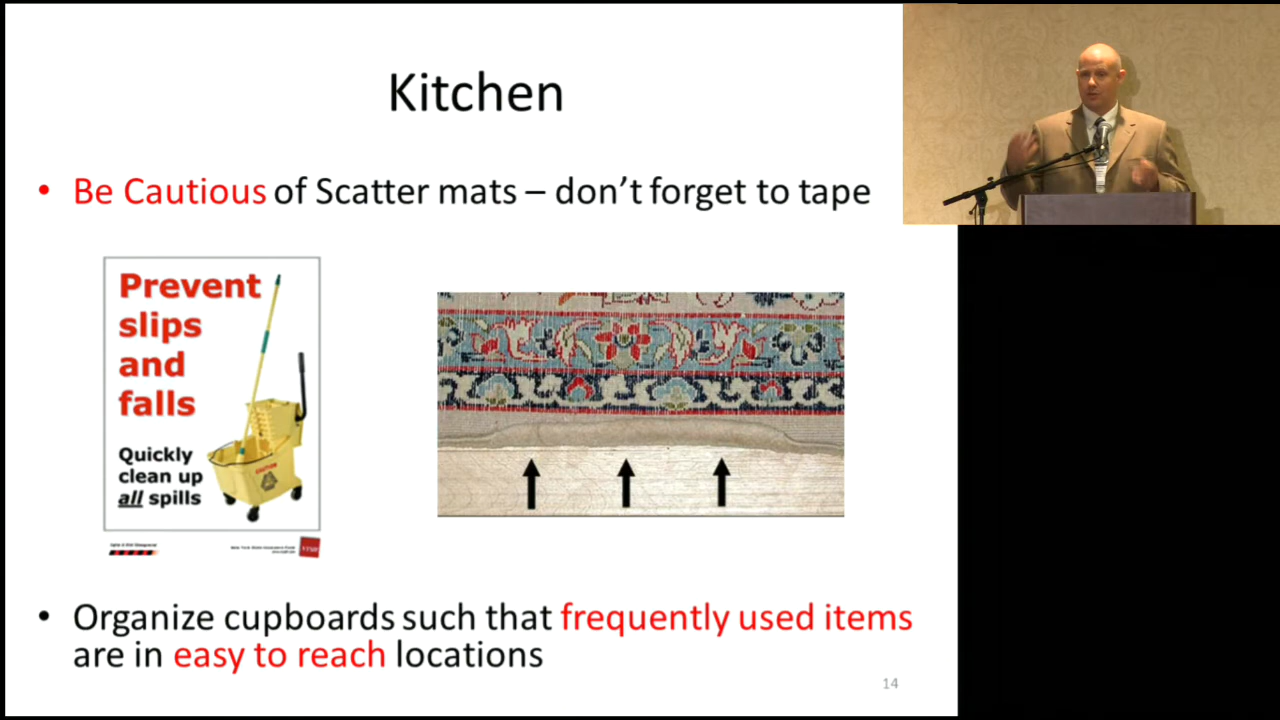 Kitchen
• Be Cautious of Scatter mats – don’t forget to tape
Prevent
slips
and
falls
Quickly
clean up
all spills
CAUTION
• Organize cupboards such that frequently used items
are in easy to reach locations
14